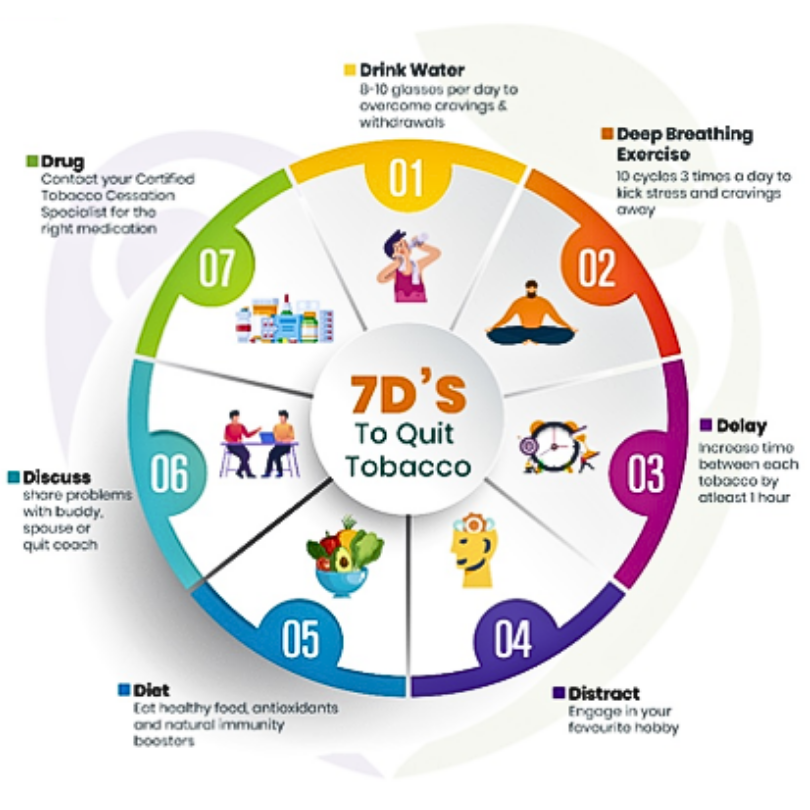 Drink Water
8-10 glasses per day to
overcome cravings &
withdrawals
01
Deep Breathing
Exercise
10 cycles 3 times a day to
kick stress and cravings
away
02
Delay
Increase time
between each
tobacco by
atleast 1 hour
03
Distract
Engage in your
favourite hobby
04
Diet
Eat healthy food, antioxidants
and natural immunity
boosters
05
Discuss
share problems
with buddy,
spouse or
quit coach
06
Drug
Contact your Certified
Tobacco Cessation
Specialist for the
right medication
07
7D'S
To Quit
Tobacco